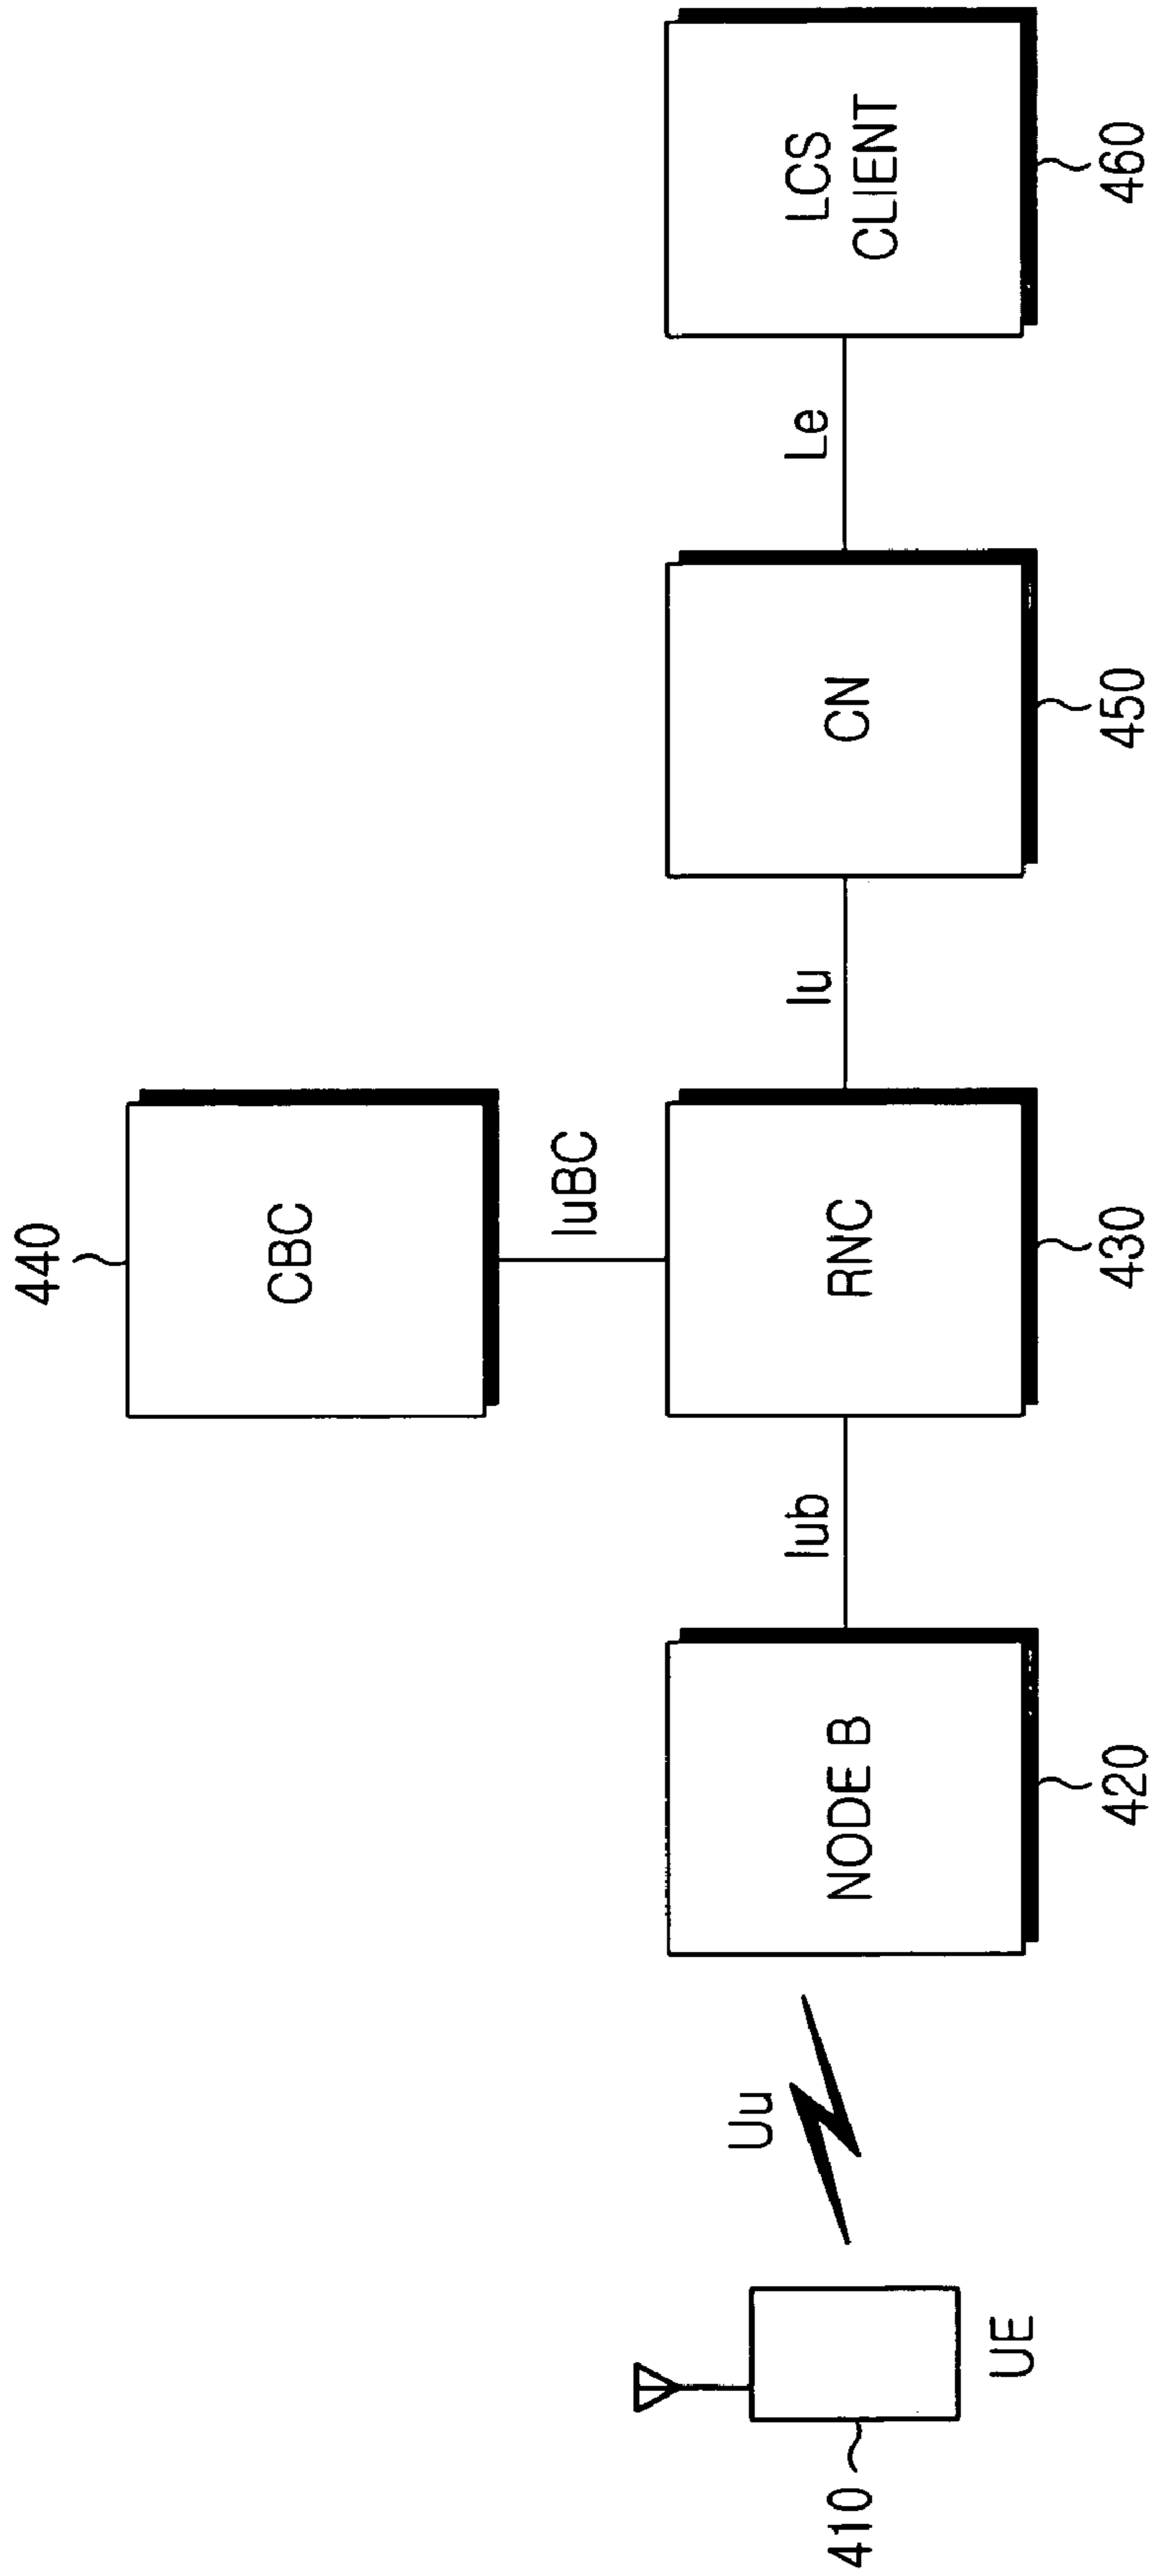 440
CBC
IuBC
Uu
Iub
Iu
Le
NODE B
RNC
CN
LCS
CLIENT
410
UE
420
430
450
460